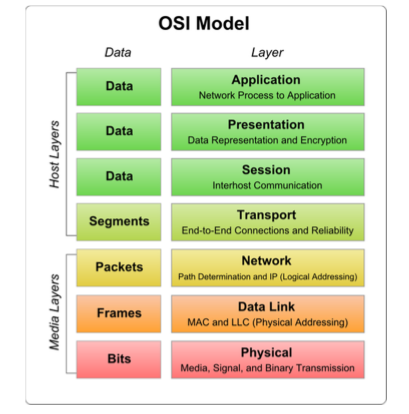 OSI Model
Data Layer
Host Layers
Data
Application
Network Process to Application
Data
Presentation
Data Representation and Encryption
Data
Session
Interhost Communication
Segments
Transport
End-to-End Connections and Reliability
Media Layers
Packets
Network
Path Determination and IP (Logical Addressing)
Frames
Data Link
MAC and LLC (Physical Addressing)
Bits
Physical
Media, Signal, and Binary Transmission